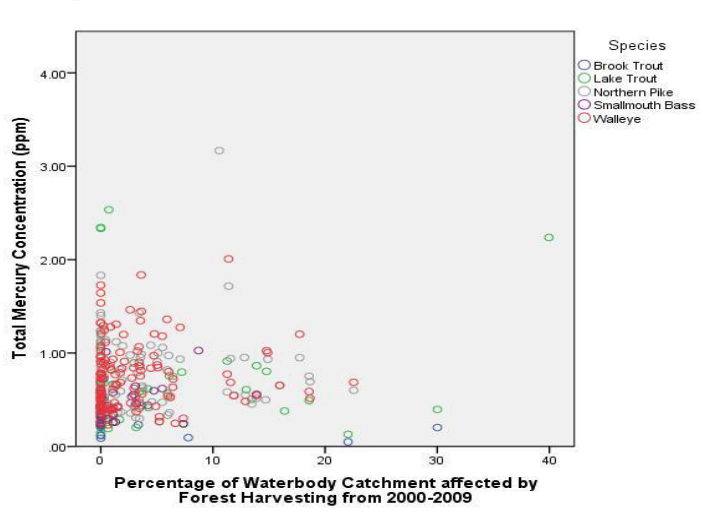 Species
Brook Trout
Lake Trout
Northern Pike
Smallmouth Bass
Walleye
Total Mercury Concentration (ppm)
4.00
3.00
2.00
1.00
.00
0
10
20
30
40
Percentage of Waterbody Catchment affected by
Forest Harvesting from 2000-2009